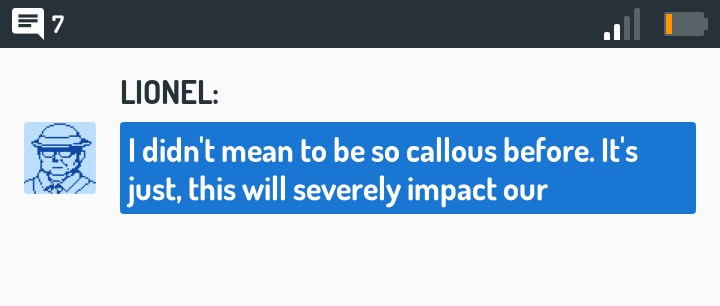 7
LIONEL:
I didn't mean to be so callous before. It's
just, this will severely impact our